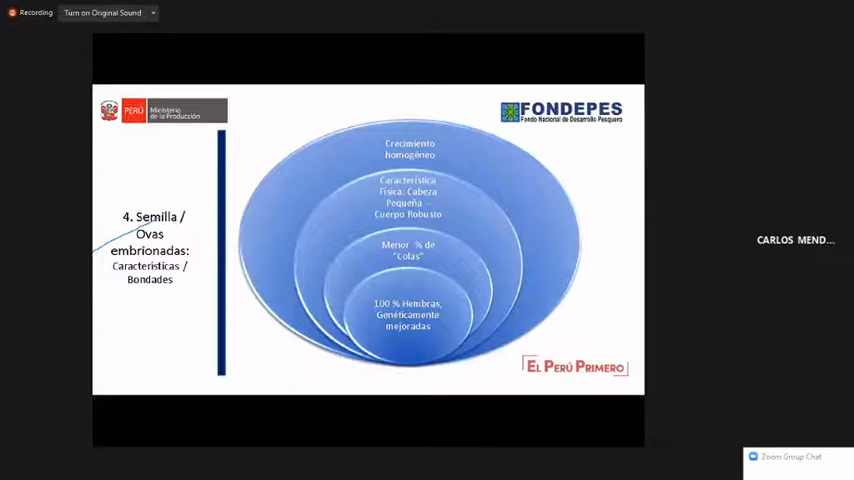 Recording
Turn on Original Sound
PERÚ
Ministerio
de la Producción
FONDEPES
Fondo Nacional de Desarrollo Pesquero
4. Semilla /
Ovas
embrionadas:
Características /
Bondades
Crecimiento
homogéneo
Característica
Física: Cabeza
Pequeña –
Cuerpo Robusto
Menor % de
"Colas"
100 % Hembras,
Genéticamente
mejoradas
EL PERÚ PRIMERO
CARLOS MEND...
Zoom Group Chat